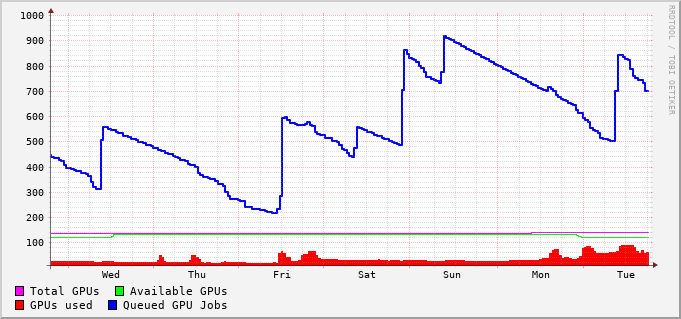 1000
900
800
700
600
500
400
300
200
100
Wed Thu Fri Sat Sun Mon Tue
Total GPUs Available GPUs
GPUs used Queued GPU Jobs
RRDTOOL / TOBI OETIKER